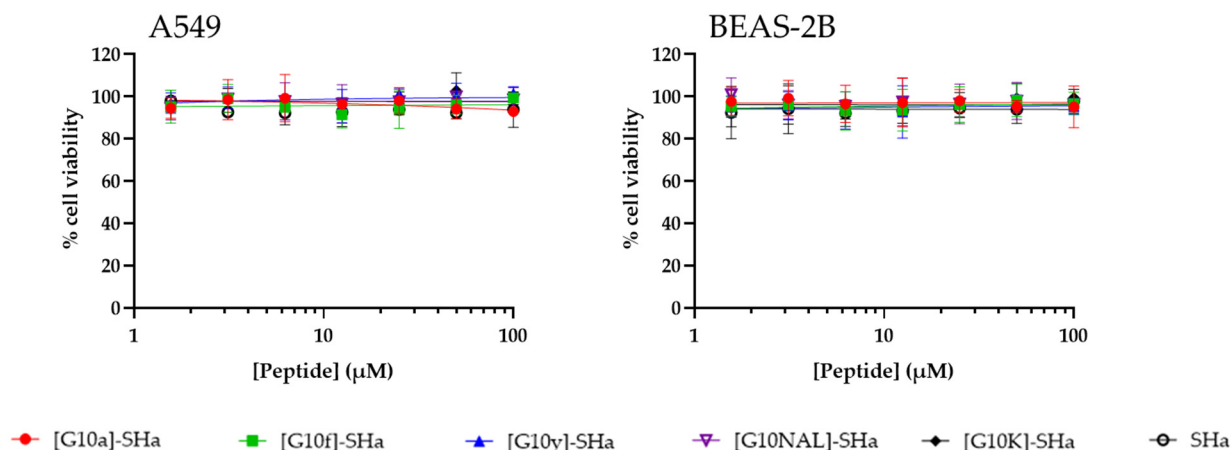 A549
BEAS-2B
120
100
80
60
40
20
0
% cell viability
1
10
100
[Peptide] (μM)
120
100
80
60
40
20
0
% cell viability
1
10
100
[Peptide] (μM)
[G10a]-SHa [G10f]-SHa [G10v]-SHa [G10NAL]-SHa [G10K]-SHa SHa